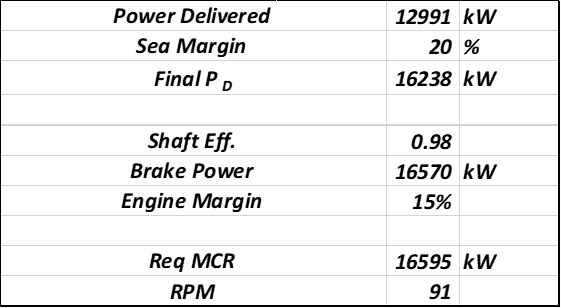 Power Delivered 12991 kW
Sea Margin 20 %
Final P D 16238 kW
Shaft Eff. 0.98
Brake Power 16570 kW
Engine Margin 15%
Req MCR 16595 kW
RPM 91